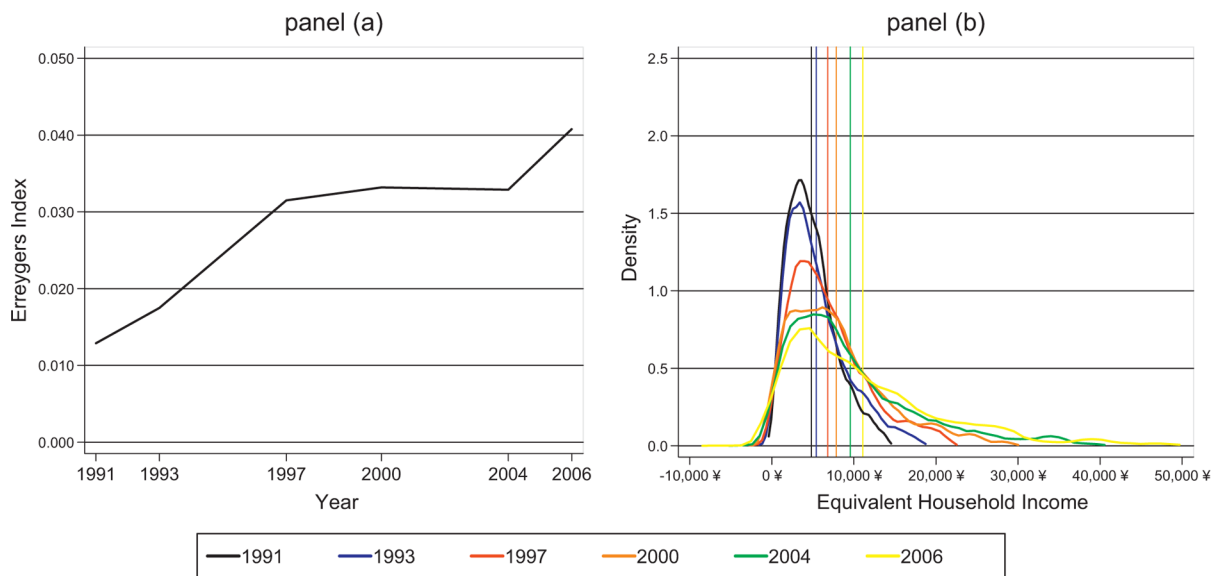 panel (a)
0.050
0.040
0.030
0.020
0.010
0.000
Erreygers Index
1991 1993 1997 2000 2004 2006
Year
panel (b)
2.5
2.0
1.5
1.0
0.5
0.0
Density
-10,000 ¥ 0 ¥ 10,000 ¥ 20,000 ¥ 30,000 ¥ 40,000 ¥ 50,000 ¥
Equivalent Household Income
1991 1993 1997 2000 2004 2006